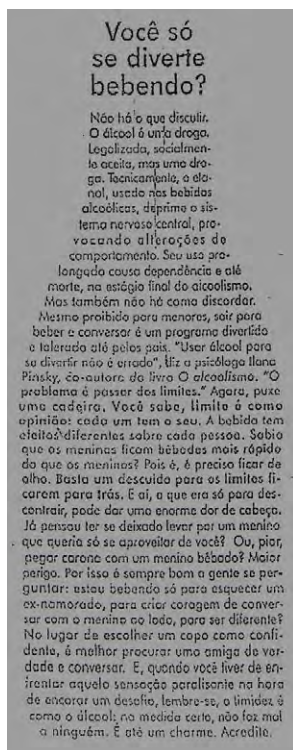 Você só
se diverte
bebendo?
Não há o que discutir.
O álcool é uma droga.
Legalizada, socialmen-
te aceita, mas uma dro-
ga. Tecnicamente, o eta-
nol, usado nas bebidas
alcoólicas, deprime o sis-
tema nervoso central, pro-
vocando alterações de
comportamento. Seu uso pro-
longado causa dependência e até
morte, no estágio final do alcoolismo.
Mas também não há como discordar.
Mesmo proibido para menores, sair para
beber e conversar é um programa divertido
e tolerado até pelos pais. "Usar álcool para
se divertir não é errado", diz a psicóloga Ilana
Pinsky, co-autora do livro O alcoolismo. "O
problema é passar dos limites." Agora, puxe
uma cadeira. Você sabe, limite é como
opinião: cada um tem o seu. A bebida tem
efeitos diferentes sobre cada pessoa. Sabia
que as meninas ficam bêbadas mais rápido
do que os meninos? Pois é, é preciso ficar de
olho. Basta um descuido para os limites fi-
carem para trás. E aí, o que era só para des-
contrair, pode dar uma enorme dor de cabeça.
Já pensou ter se deixado levar por um menino
que queria só se aproveitar de você? Ou, pior,
pegar carona com um menino bêbado? Maior
perigo. Por isso é sempre bom a gente se per-
guntar: estou bebendo só para esquecer um
ex-namorado, para criar coragem de conver-
sar com o menino ao lado, para ser diferente?
No lugar de escolher um copo como confi-
dente, é melhor procurar uma amiga de ver-
dade e conversar. E, quando você tiver de en-
frentar aquela sensação paralisante na hora
de encarar um desafio, lembre-se, a timidez é
como o álcool: na medida certa, não faz mal
a ninguém. É até um charme. Acredite.